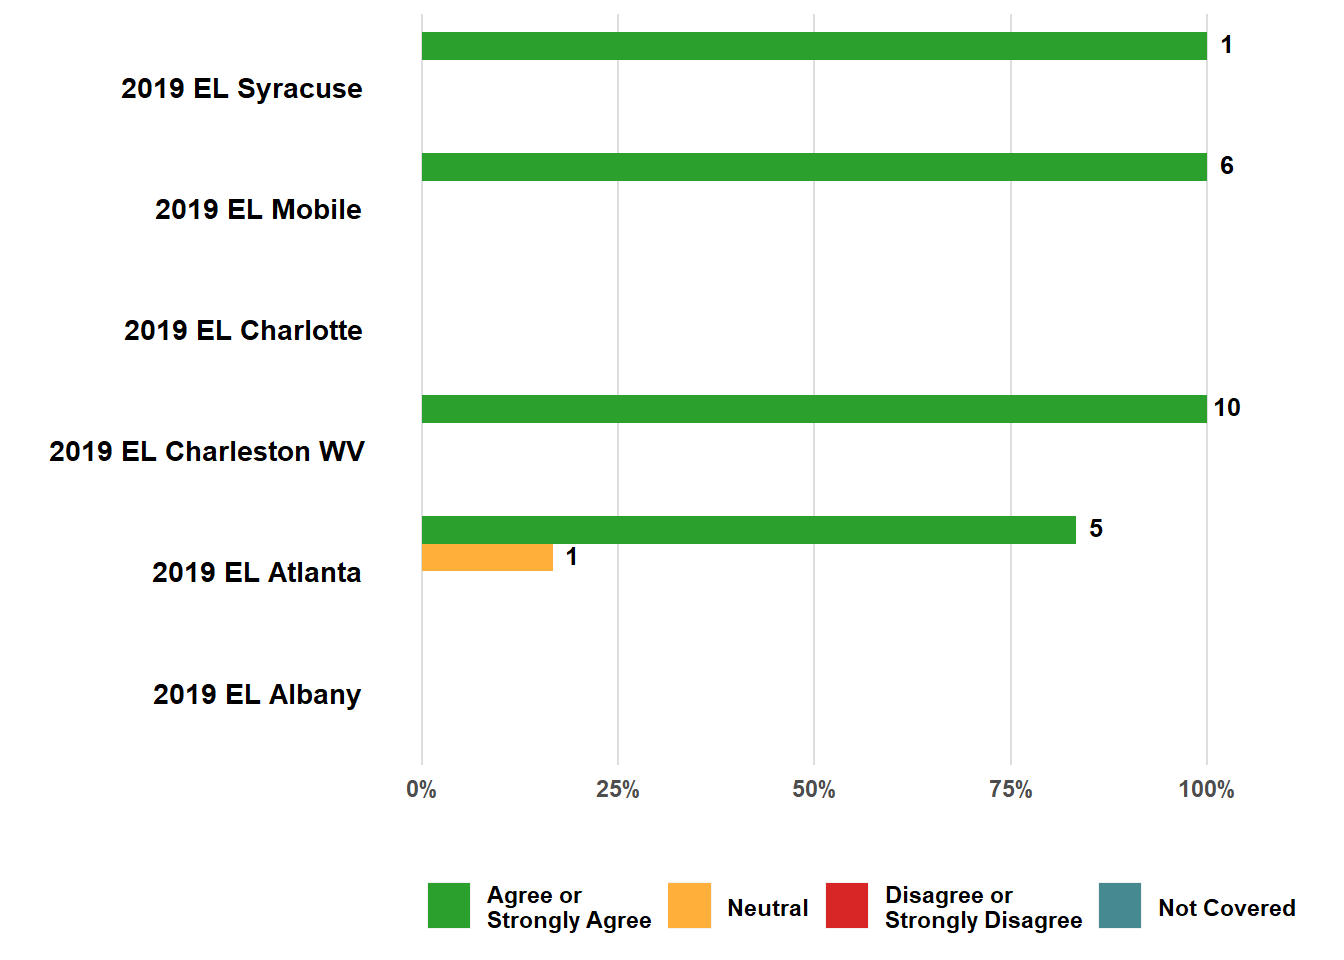 1
2019 EL Syracuse
6
2019 EL Mobile
2019 EL Charlotte
10
2019 EL Charleston WV
5
1
2019 EL Atlanta
2019 EL Albany
0% 25% 50% 75% 100%
Agree or
Strongly Agree
Neutral
Disagree or
Strongly Disagree
Not Covered